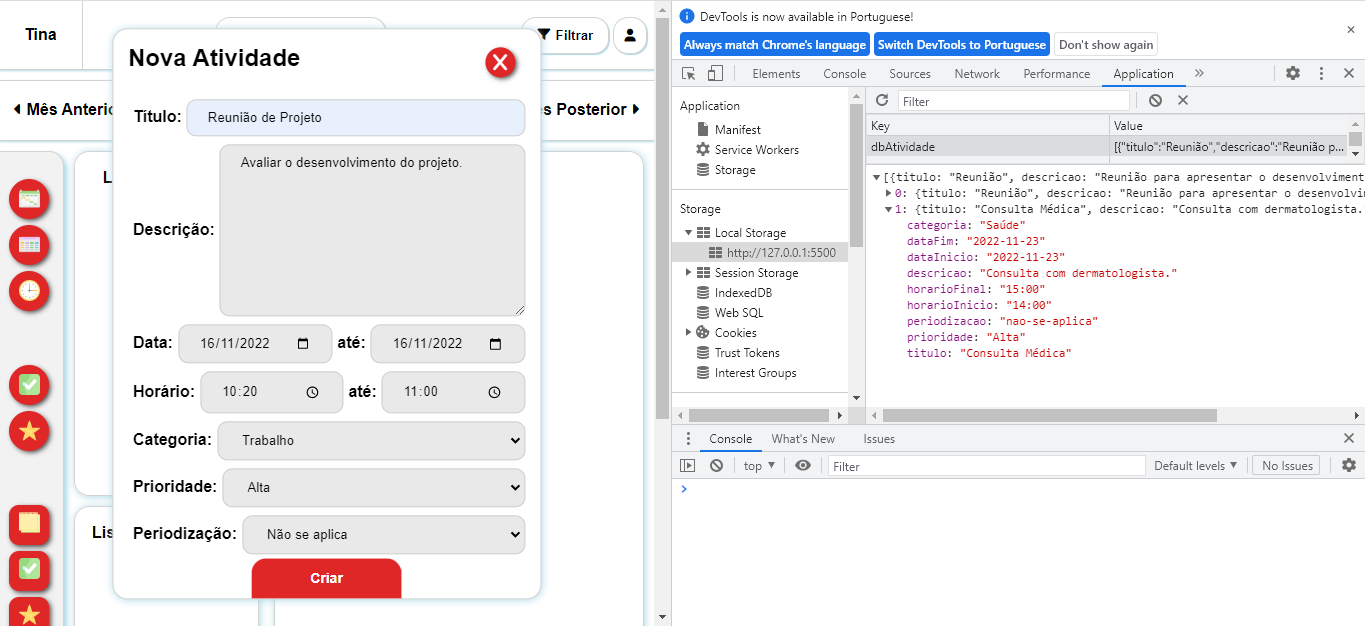 Tina
Filtrar
Nova Atividade
X
Mês Anterio
s Posterior
Título: Reunião de Projeto
L
Descrição: Avaliar o desenvolvimento do projeto.
Data: 16/11/2022 até: 16/11/2022
Horário: 10:20 até: 11:00
Categoria: Trabalho
Prioridade: Alta
Lis
Periodização: Não se aplica
Criar
DevTools is now available in Portuguese!
Always match Chrome's language Switch DevTools to Portuguese Don't show again
Elements Console Sources Network Performance Application
Application
Manifest
Service Workers
Storage
Storage
Local Storage
http://127.0.0.1:5500
Session Storage
IndexedDB
Web SQL
Cookies
Trust Tokens
Interest Groups
Filter
Key Value
dbAtividade [{"titulo":"Reunião","descricao":"Reunião p...
[{titulo: "Reunião", descricao: "Reunião para apresentar o desenvolviment
0: {titulo: "Reunião", descricao: "Reunião para apresentar o desenvolvi
1: {titulo: "Consulta Médica", descricao: "Consulta com dermatologista.
categoria: "Saúde"
dataFim: "2022-11-23"
dataInicio: "2022-11-23"
descricao: "Consulta com dermatologista."
horarioFinal: "15:00"
horarioInicio: "14:00"
periodizacao: "nao-se-aplica"
prioridade: "Alta"
titulo: "Consulta Médica"
Console What's New Issues
top Filter Default levels No Issues